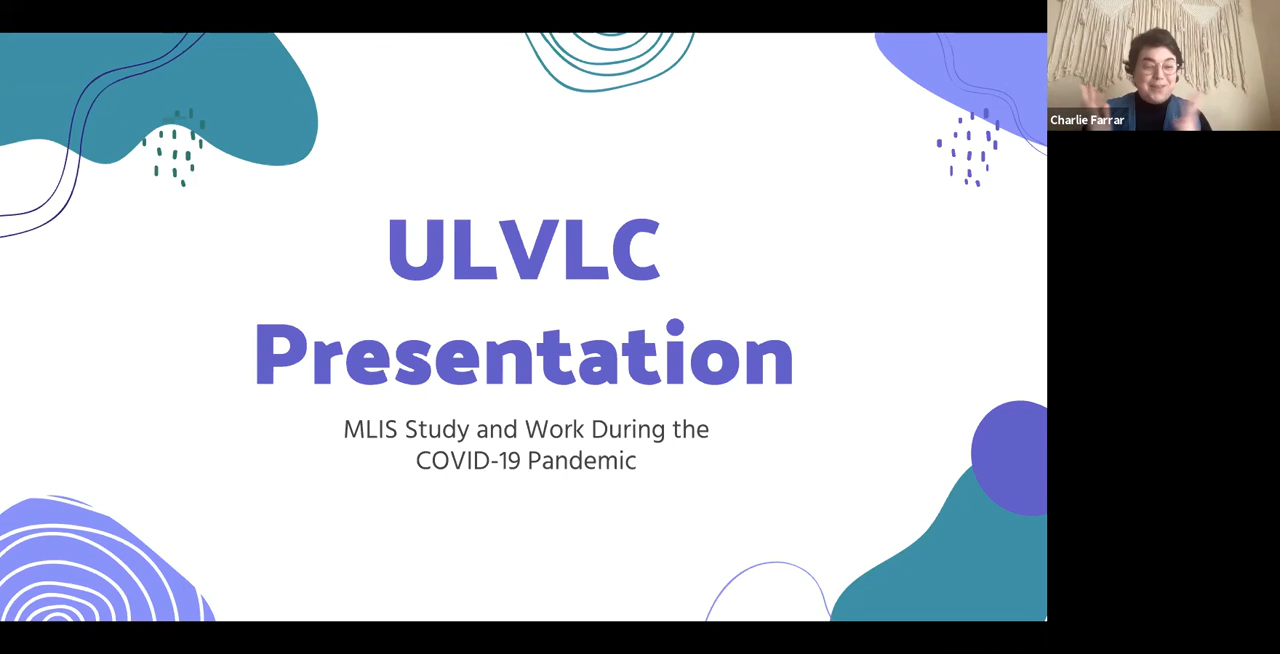 ULVLC
Presentation
MLIS Study and Work During the
COVID-19 Pandemic
Charlie Farrar